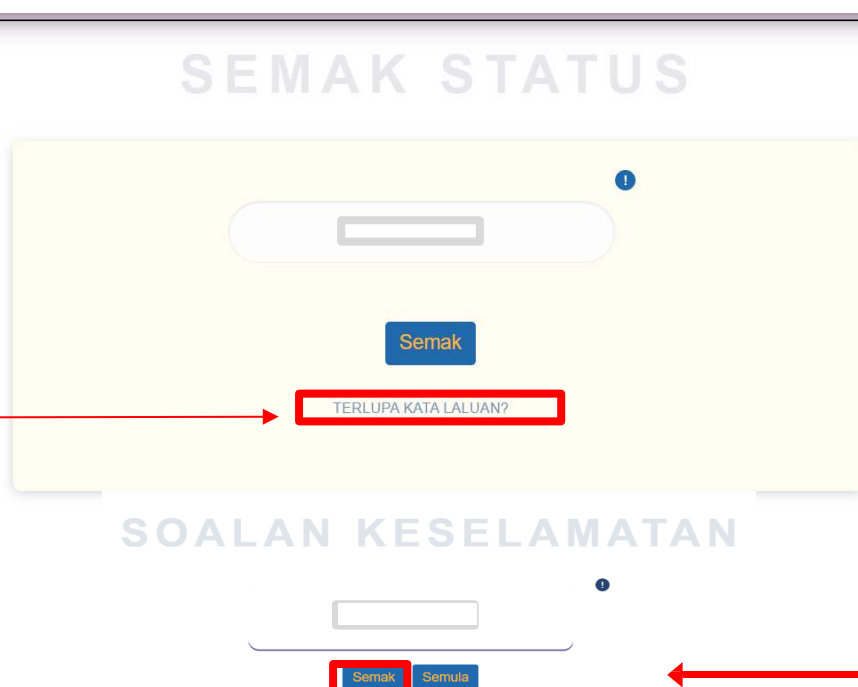 SEMAK STATUS
!
Semak
TERLUPA KATA LALUAN?
SOALAN KESELAMATAN
!
Semak Semula